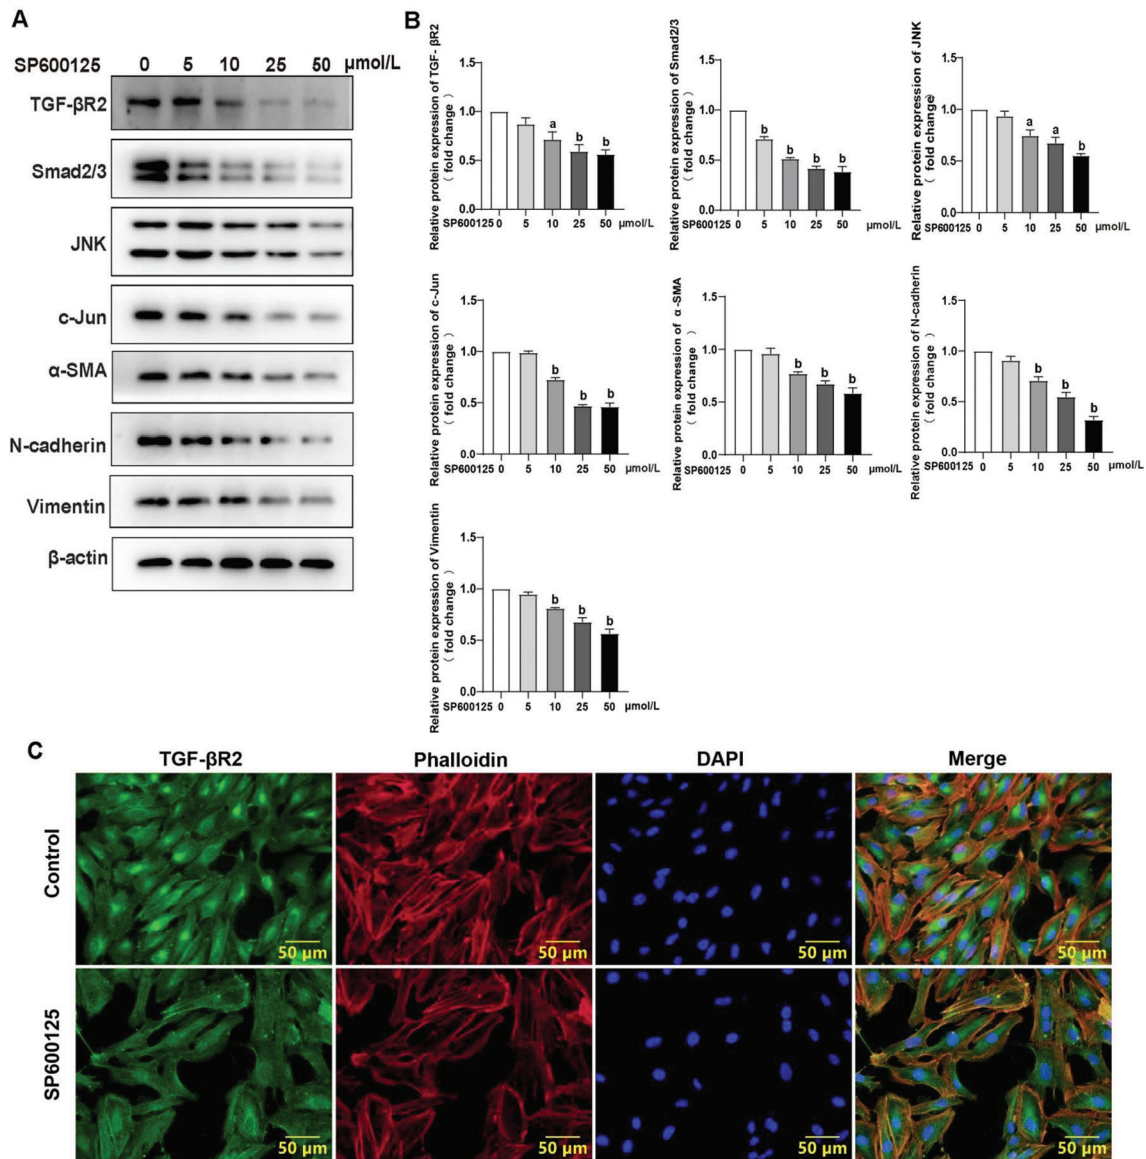 A
SP600125 0 5 10 25 50 μmol/L
TGF-βR2
Smad2/3
JNK
c-Jun
α-SMA
N-cadherin
Vimentin
β-actin
B
Relative protein expression of TGF- βR2
( fold change )
1.5
1.0
0.5
0.0
a
b
b
SP600125 0 5 10 25 50 μmol/L
Relative protein expression of Smad2/3
( fold change )
1.5
1.0
0.5
0.0
b
b
b
b
SP600125 0 5 10 25 50 μmol/L
Relative protein expression of JNK
( fold change)
1.5
1.0
0.5
0.0
a
a
b
SP600125 0 5 10 25 50 μmol/L
Relative protein expression of c-Jun
( fold change )
1.5
1.0
0.5
0.0
b
b
b
SP600125 0 5 10 25 50 μmol/L
Relative protein expression of α-SMA
( fold change )
1.5
1.0
0.5
0.0
b
b
b
SP600125 0 5 10 25 50 μmol/L
Relative protein expression of N-cadherin
( fold change )
1.5
1.0
0.5
0.0
b
b
b
SP600125 0 5 10 25 50 μmol/L
Relative protein expression of Vimentin
( fold change )
1.5
1.0
0.5
0.0
b
b
b
SP600125 0 5 10 25 50 μmol/L
C
TGF-βR2 Phalloidin DAPI Merge
Control
50 μm 50 μm 50 μm 50 μm
SP600125
50 μm 50 μm 50 μm 50 μm